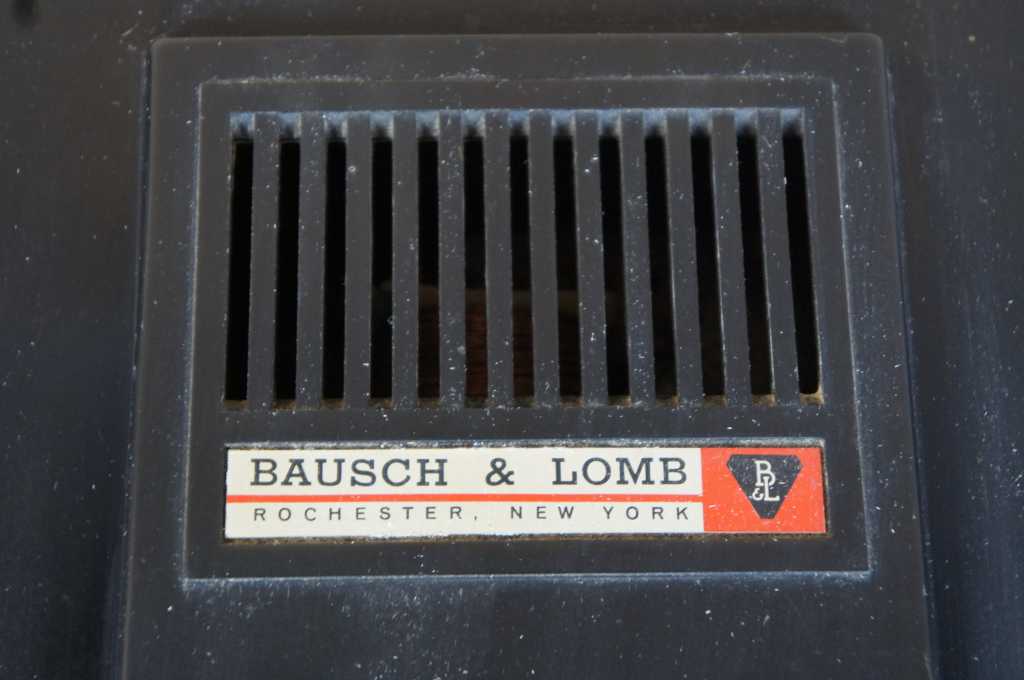 BAUSCH & LOMB
ROCHESTER, NEW YORK
B
&L